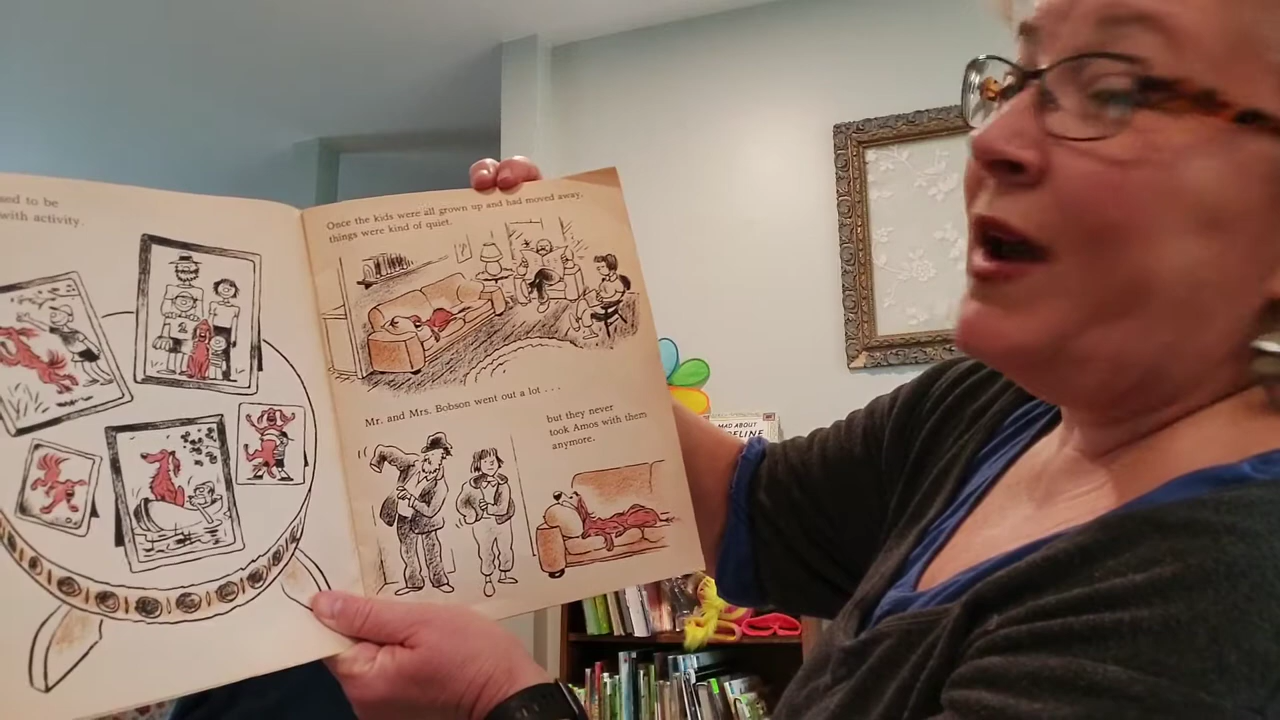 sed to be
with activity.
Once the kids were all grown up and had moved away,
things were kind of quiet.
Mr. and Mrs. Bobson went out a lot . . .
but they never
took Amos with them
anymore.
2
MAD ABOUT
ELINE